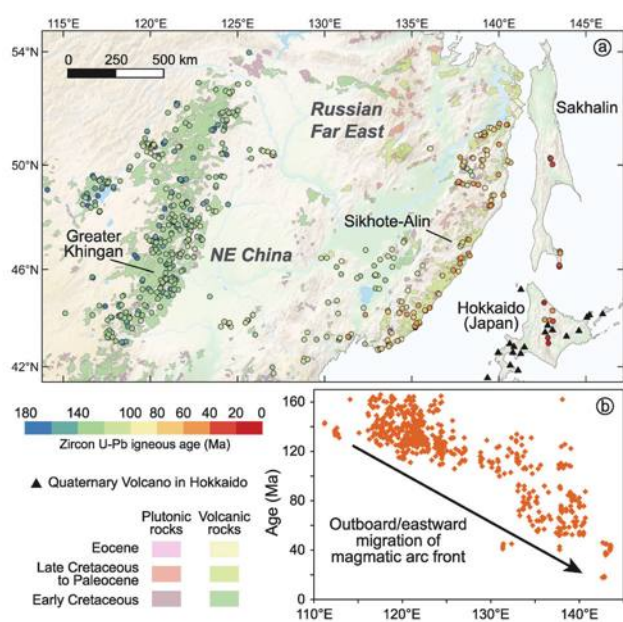 115°E 120°E 125°E 130°E 135°E 140°E 145°E
54°N
50°N
46°N
42°N
0 500 km
a
Russian
Far East
Sakhalin
Sikhote-Alin
Greater
Khingan
NE China
Hokkaido
(Japan)
50°N
46°N
42°N
180 140 100 80 60 40 20 0
Zircon U-Pb igneous age (Ma)
Quaternary Volcano in Hokkaido
Plutonic
rocks
Volcanic
rocks
Eocene
Late Cretaceous
to Paleocene
Early Cretaceous
b
160
120
80
40
0
Age (Ma)
Outboard/eastward
migration of
magmatic arc front
110°E 120°E 130°E 140°E